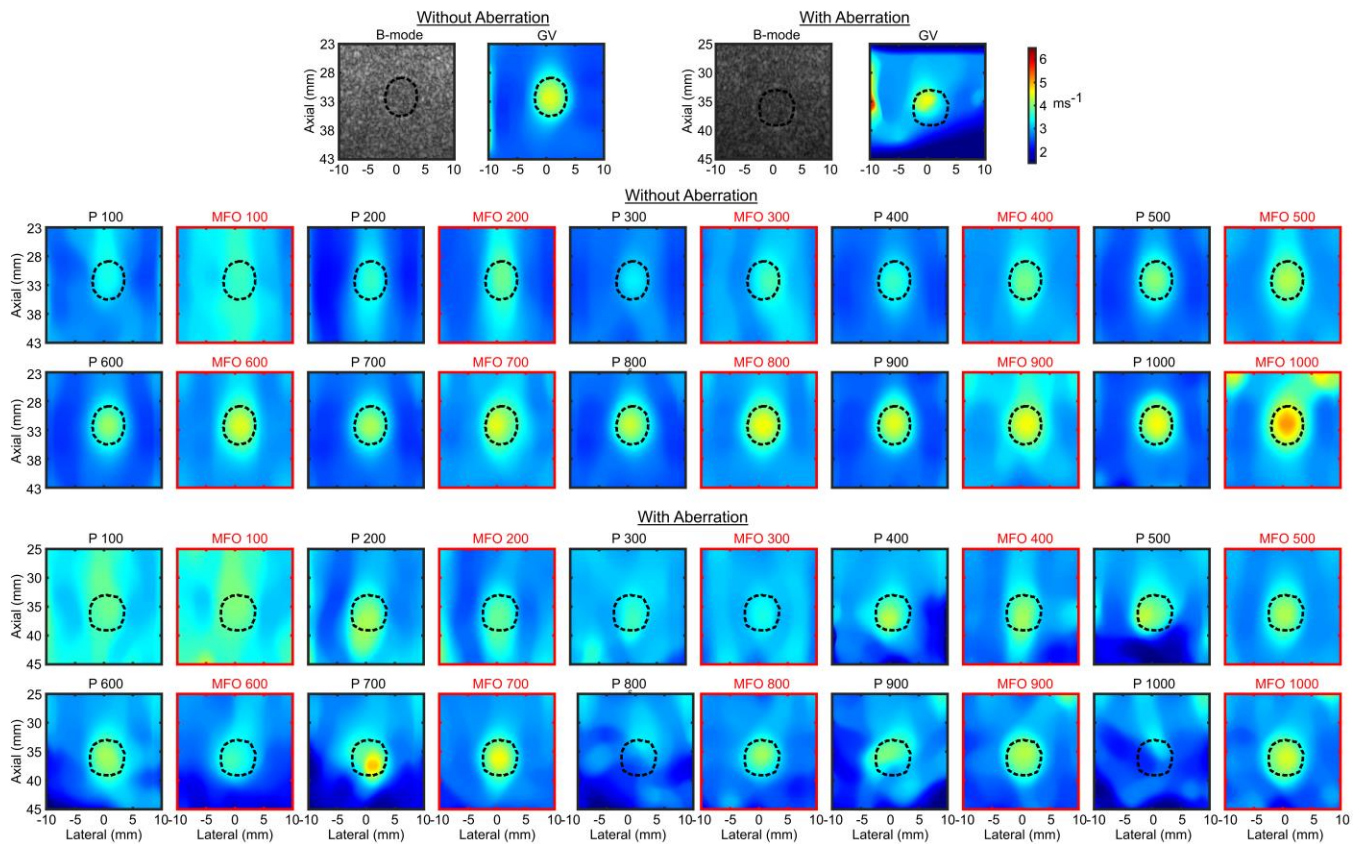 Without Aberration
With Aberration
B-mode GV B-mode GV
23 28 33 38 43
Axial (mm)
-10 -5 0 5 10 -10 -5 0 5 10
25 30 35 40 45
Axial (mm)
-10 -5 0 5 10 -10 -5 0 5 10
6 5 4 3 2
ms-1
Without Aberration
P 100 MFO 100 P 200 MFO 200 P 300 MFO 300 P 400 MFO 400 P 500 MFO 500
23 28 33 38 43
Axial (mm)
P 600 MFO 600 P 700 MFO 700 P 800 MFO 800 P 900 MFO 900 P 1000 MFO 1000
23 28 33 38 43
Axial (mm)
With Aberration
P 100 MFO 100 P 200 MFO 200 P 300 MFO 300 P 400 MFO 400 P 500 MFO 500
25 30 35 40 45
Axial (mm)
P 600 MFO 600 P 700 MFO 700 P 800 MFO 800 P 900 MFO 900 P 1000 MFO 1000
25 30 35 40 45
Axial (mm)
-10 -5 0 5 10 -10 -5 0 5 10 -10 -5 0 5 10 -10 -5 0 5 10 -10 -5 0 5 10 -10 -5 0 5 10 -10 -5 0 5 10 -10 -5 0 5 10 -10 -5 0 5 10 -10 -5 0 5 10
Lateral (mm) Lateral (mm) Lateral (mm) Lateral (mm) Lateral (mm) Lateral (mm) Lateral (mm) Lateral (mm) Lateral (mm) Lateral (mm)